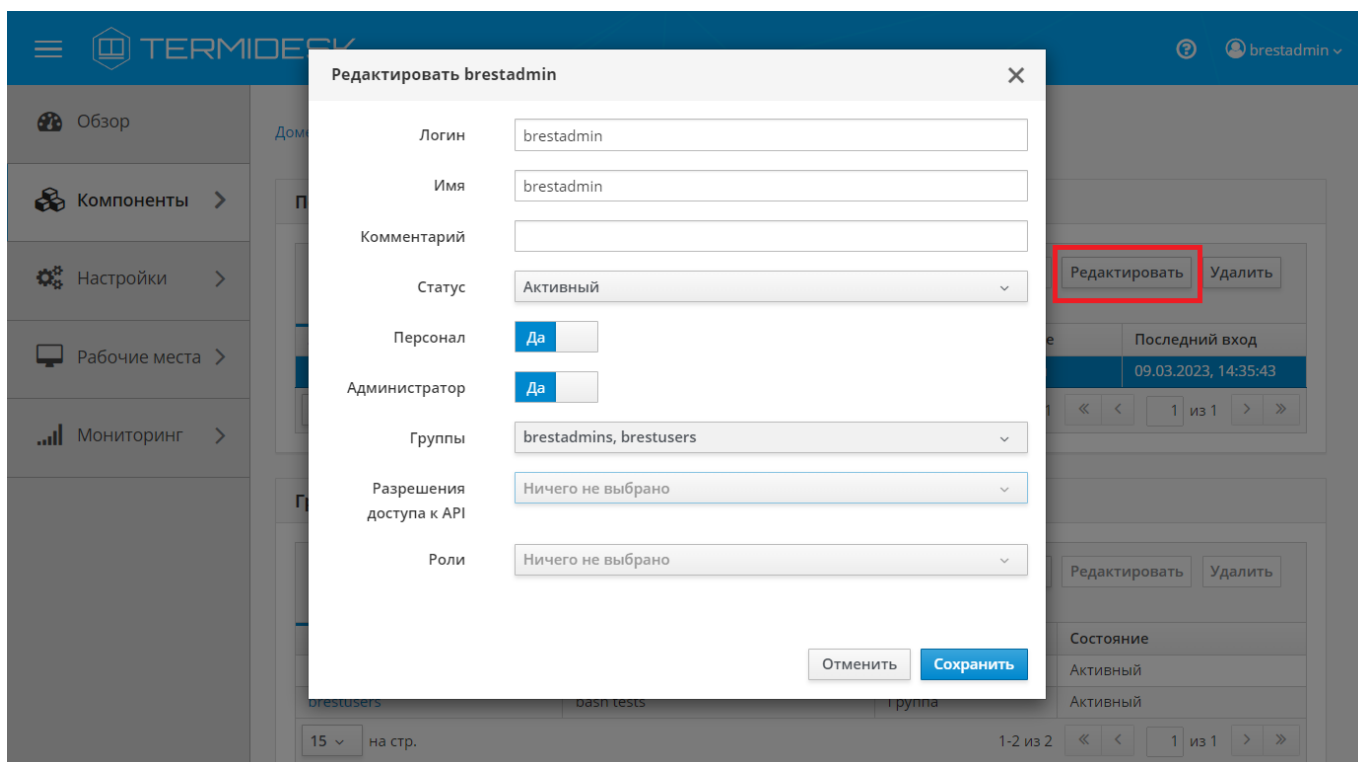 TERMIDESK
brestadmin
Редактировать brestadmin
Обзор
Логин
brestadmin
Имя
brestadmin
Компоненты
Комментарий
Настройки
Статус
Активный
Редактировать
Удалить
Персонал
Да
Последний вход
Рабочие места
09.03.2023, 14:35:43
Администратор
Да
1 из 1
Мониторинг
Группы
brestadmins, brestusers
Разрешения
доступа к API
Ничего не выбрано
Роли
Ничего не выбрано
Редактировать
Удалить
Состояние
Отменить
Сохранить
Активный
brestusers
bash tests
Группа
Активный
15
на стр.
1-2 из 2
1 из 1